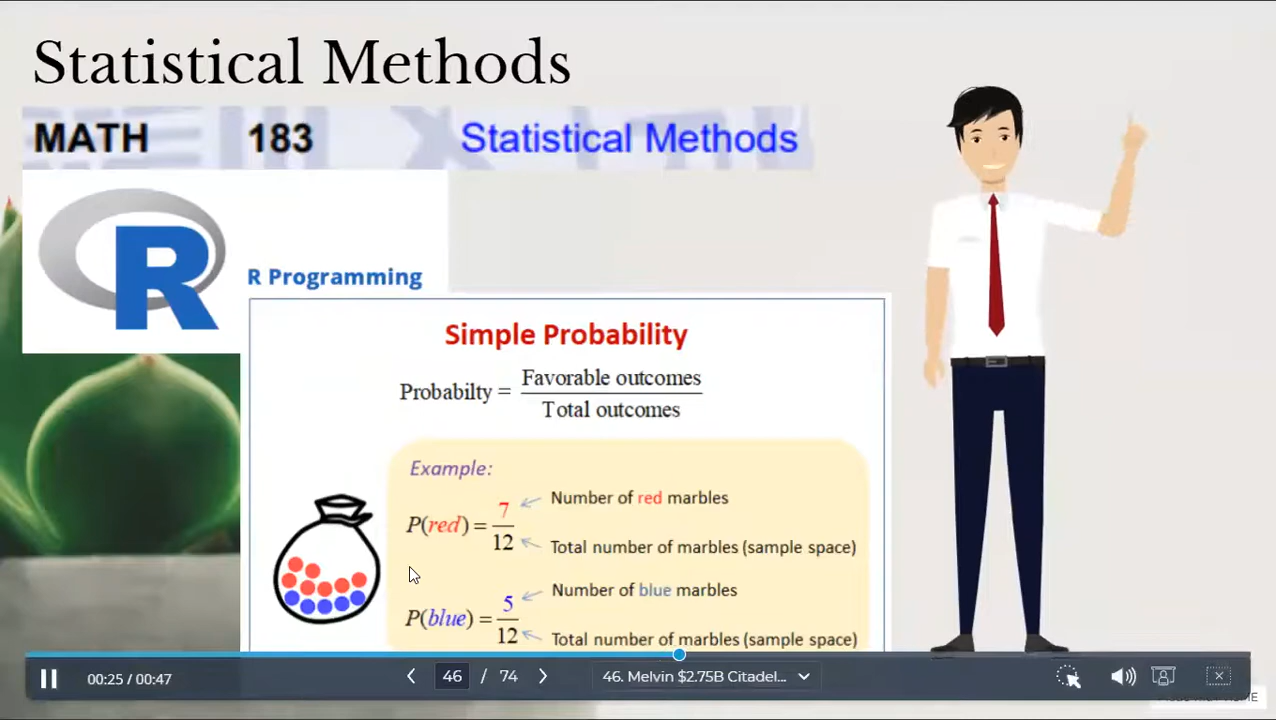 Statistical Methods
MATH 183 Statistical Methods
R
R Programming
Simple Probability
Probabilty = Favorable outcomes
Total outcomes
Example:
P(red) = 7/12
Number of red marbles
Total number of marbles (sample space)
P(blue) = 5/12
Number of blue marbles
Total number of marbles (sample space)
00:25 / 00:47
46 / 74
46. Melvin $2.75B Citadel...